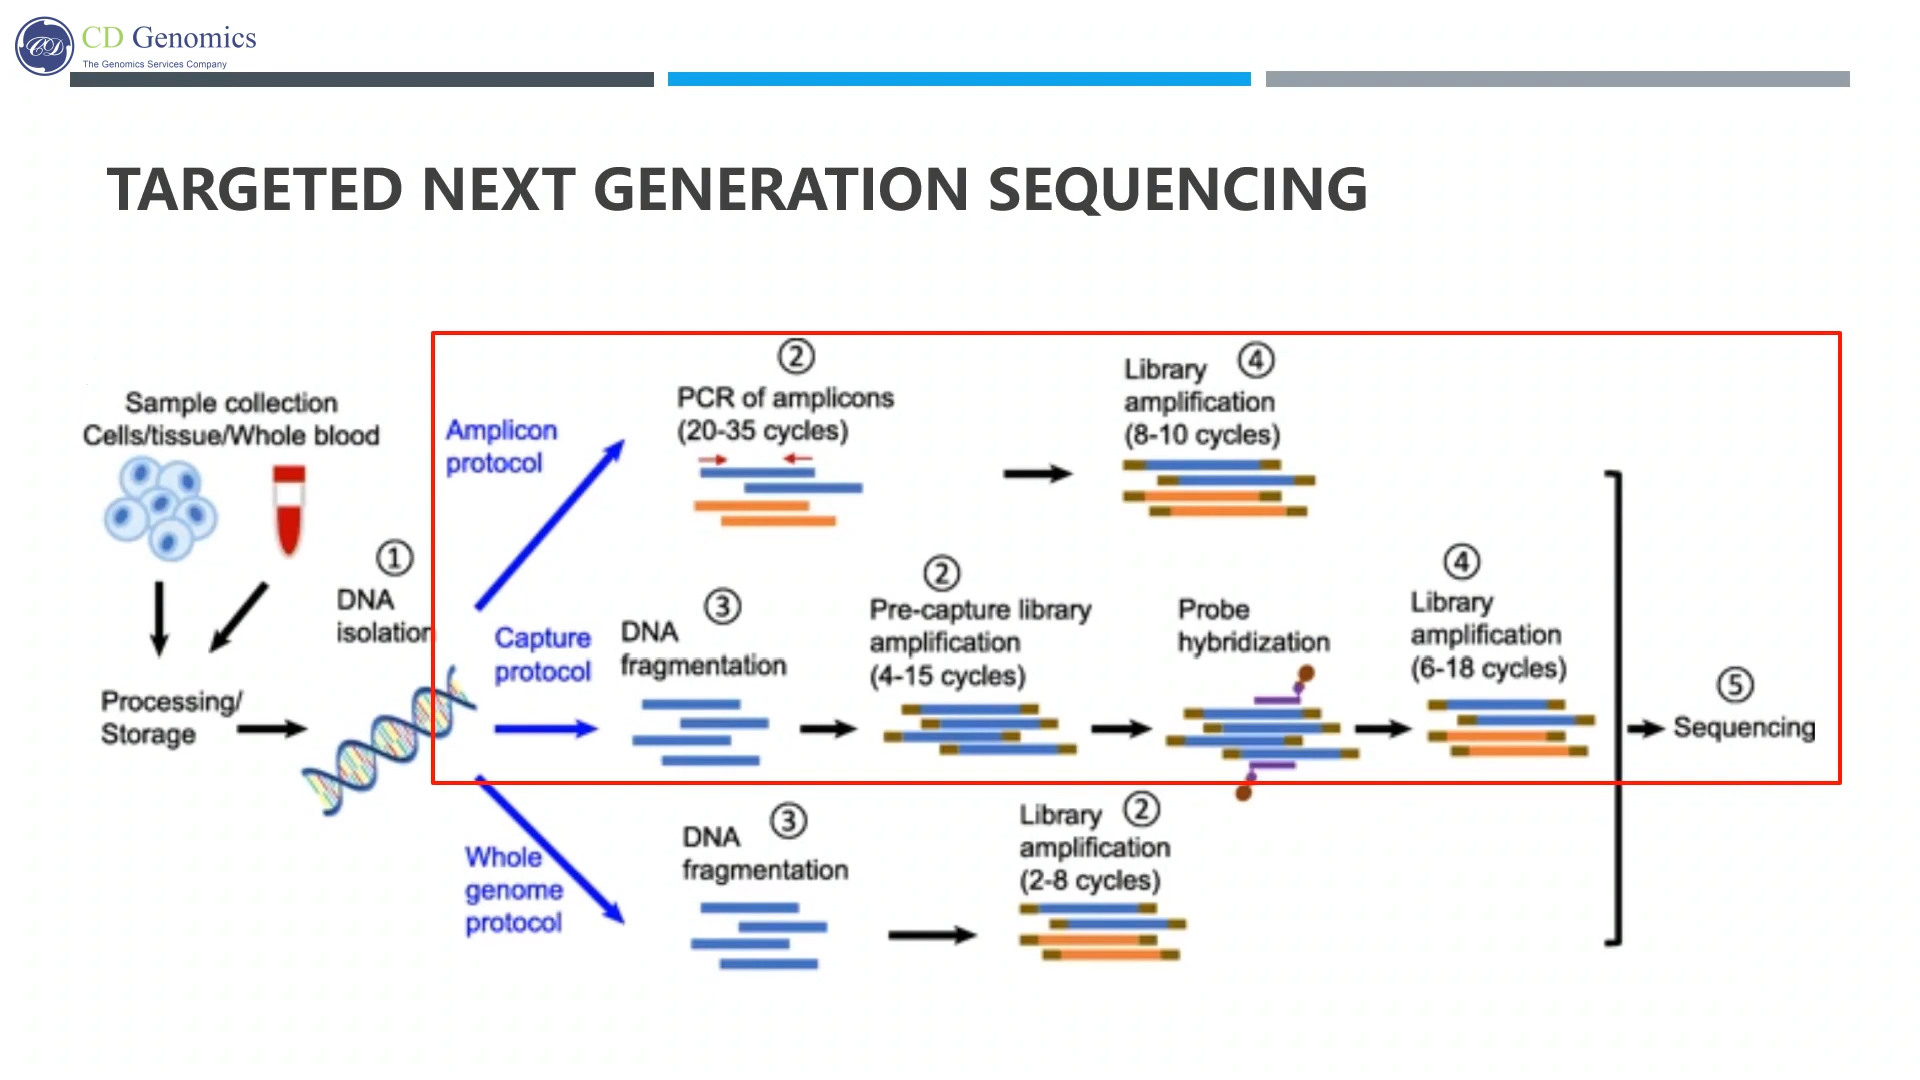 CD Genomics
The Genomics Services Company
TARGETED NEXT GENERATION SEQUENCING
Sample collection
Cells/tissue/Whole blood
Processing/
Storage
①
DNA
isolation
Amplicon
protocol
②
PCR of amplicons
(20-35 cycles)
Library ④
amplification
(8-10 cycles)
Capture
protocol
③
DNA
fragmentation
②
Pre-capture library
amplification
(4-15 cycles)
Probe
hybridization
④
Library
amplification
(6-18 cycles)
⑤
Sequencing
Whole
genome
protocol
③
DNA
fragmentation
Library ②
amplification
(2-8 cycles)